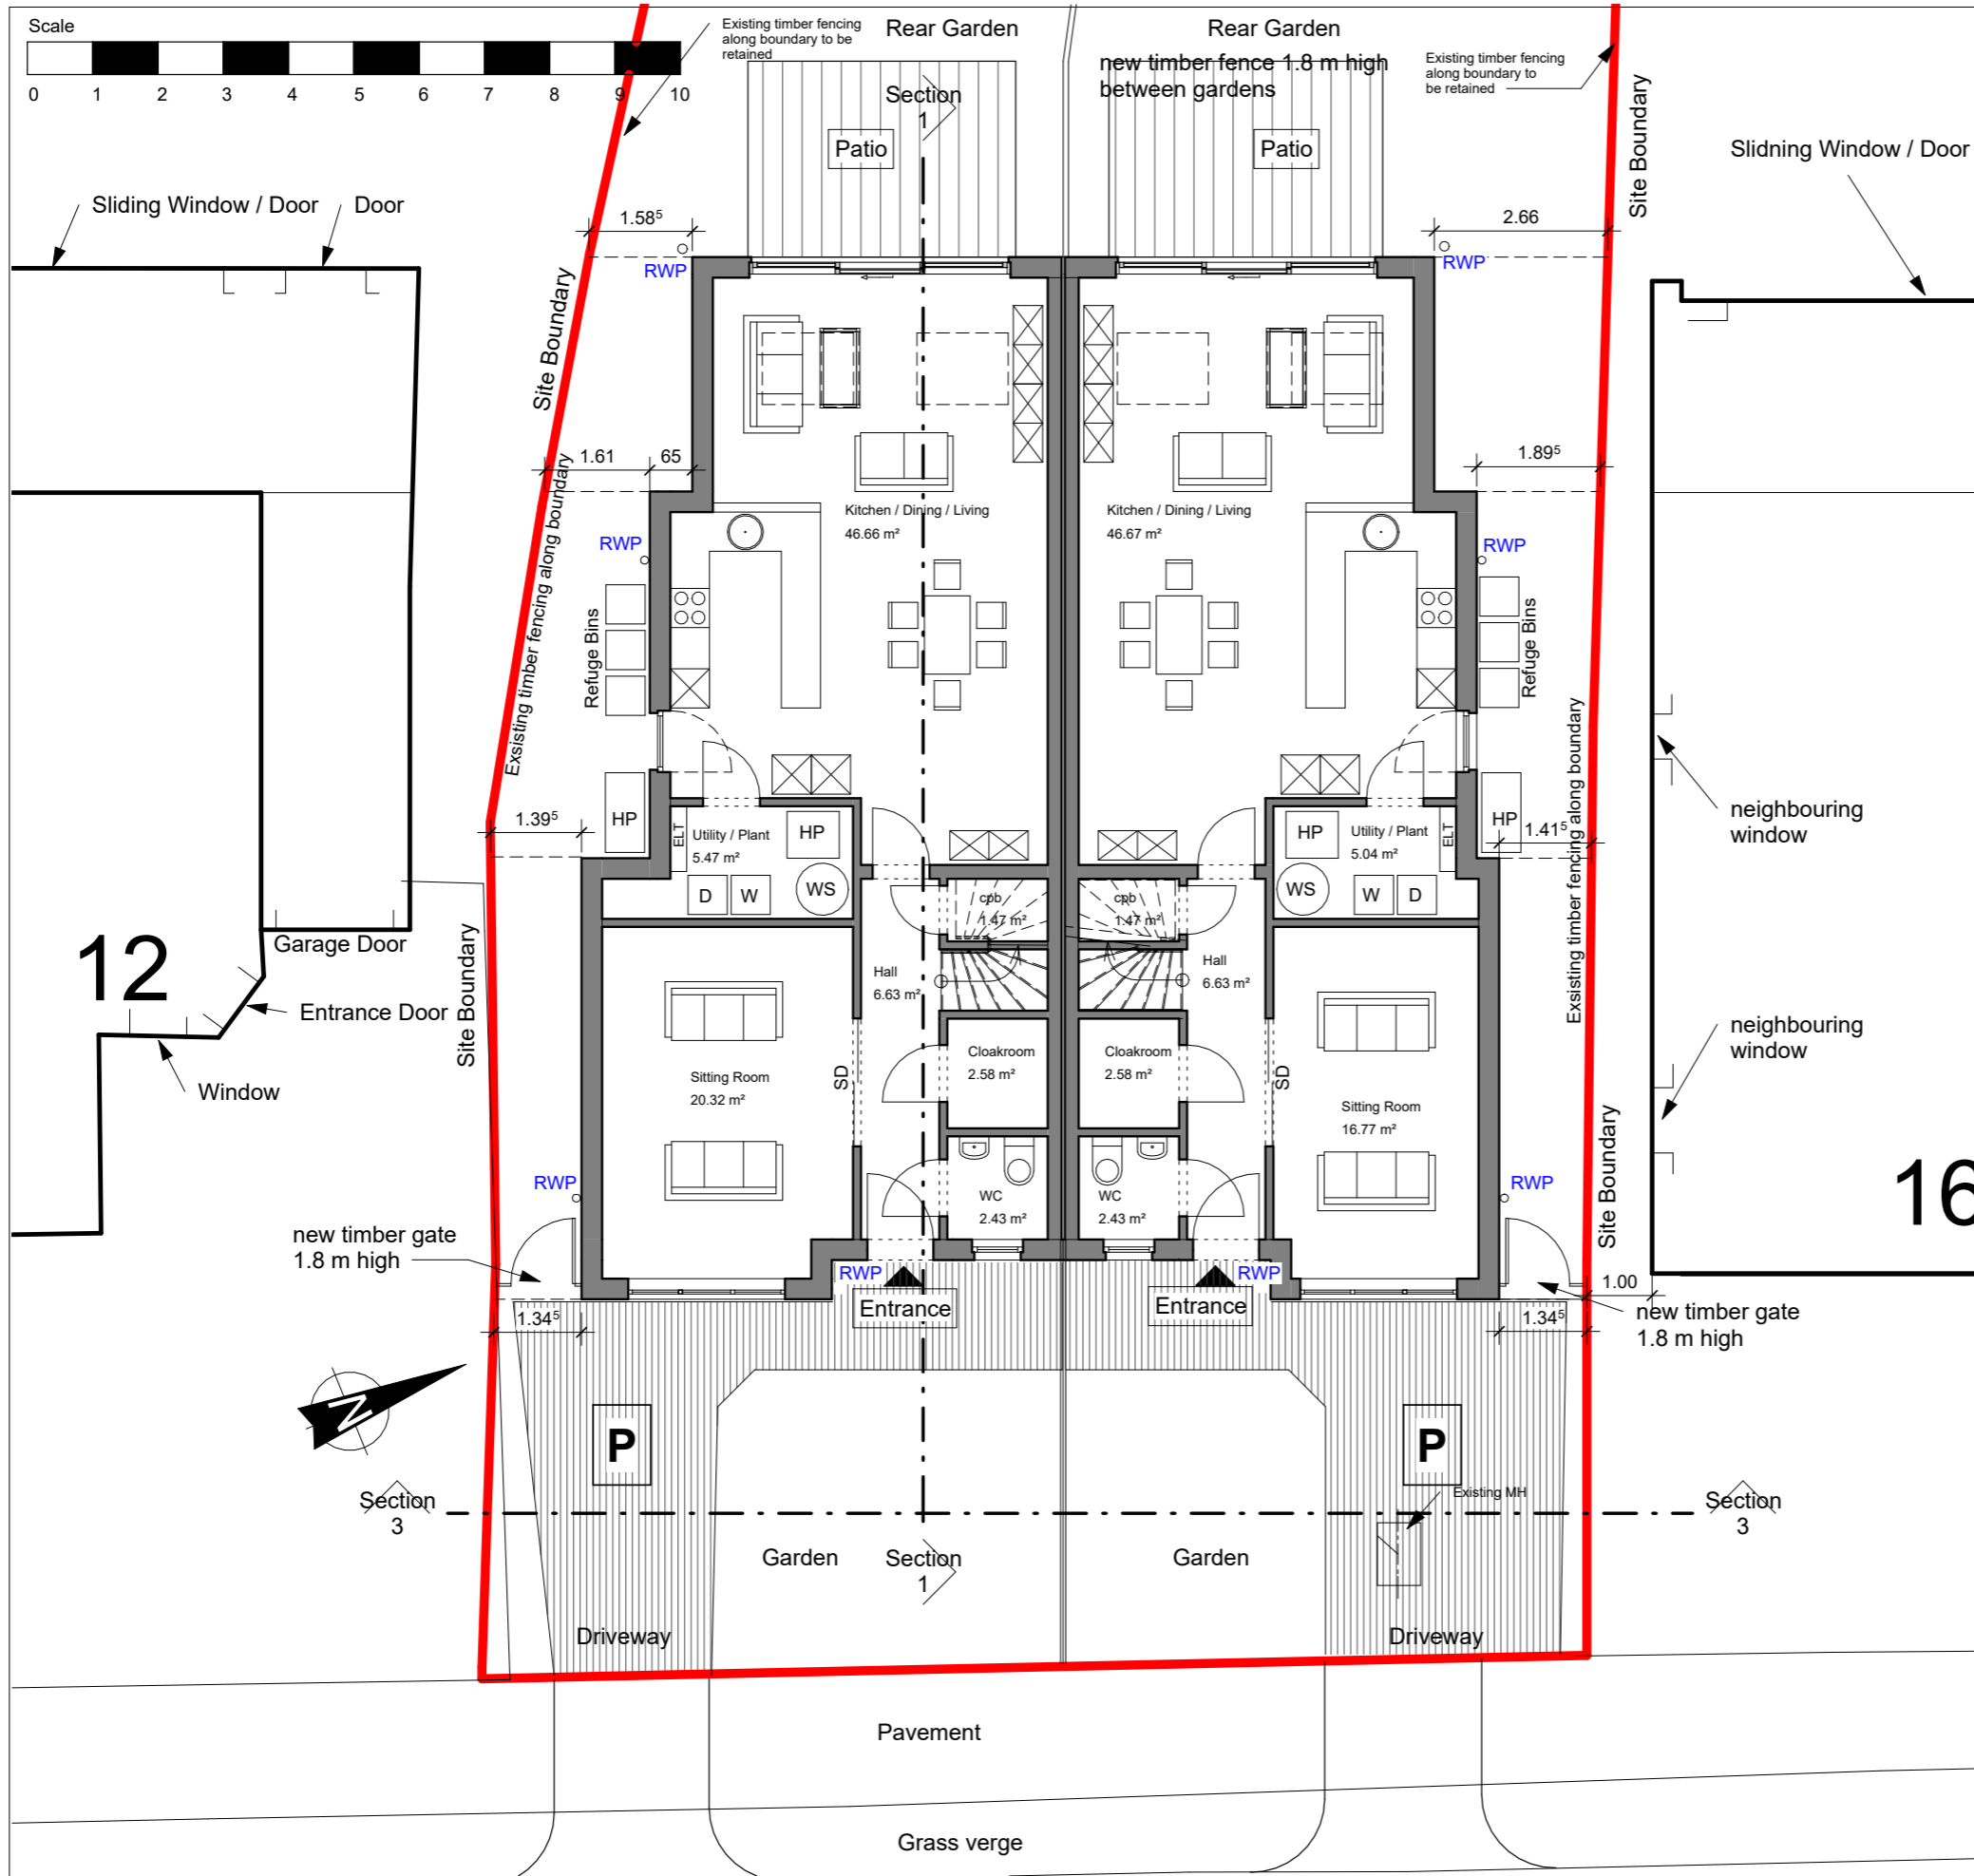 Scale
0 1 2 3 4 5 6 7 8 9 10
Existing timber fencing
along boundary to be
retained
Rear Garden
Rear Garden
new timber fence 1.8 m high
between gardens
Existing timber fencing
along boundary to
be retained
Section
1
Patio
Patio
Site Boundary
Slidning Window / Door
Sliding Window / Door
Door
1.58⁵
2.66
RWP
RWP
Site Boundary
1.61
65
1.89⁵
Kitchen / Dining / Living
46.66 m²
Kitchen / Dining / Living
46.67 m²
RWP
RWP
Exsisting timber fencing along boundary
Refuge Bins
Refuge Bins
Exsisting timber fencing along boundary
neighbouring
window
1.39⁵
HP
ELT
Utility / Plant
5.47 m²
HP
D
W
WS
HP
Utility / Plant
5.04 m²
ELT
HP
1.41⁵
WS
W
D
cpb
1.47 m²
cpb
1.47 m²
12
Garage Door
Entrance Door
Window
Site Boundary
Hall
6.63 m²
Hall
6.63 m²
neighbouring
window
Sitting Room
20.32 m²
SD
Cloakroom
2.58 m²
Cloakroom
2.58 m²
SD
Sitting Room
16.77 m²
Site Boundary
16
RWP
WC
2.43 m²
WC
2.43 m²
RWP
new timber gate
1.8 m high
RWP
RWP
Entrance
Entrance
1.00
new timber gate
1.8 m high
1.34⁵
1.34⁵
N
P
P
Section
3
Existing MH
Section
3
Garden
Section
1
Garden
Driveway
Driveway
Pavement
Grass verge